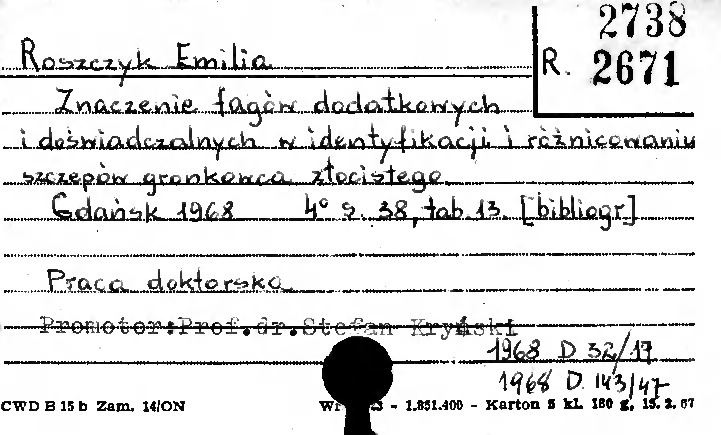 2738
Roszczyk Emilia
R. 2671
Znaczenie fagów dodatkowych
i doświadczalnych w identyfikacji i różnicowaniu
szczepów gronkowca złocistego.
Gdańsk 1968 4° s. 38, tab. 13. [bibliogr.]
Praca doktorska
Promotor:Prof.dr.Stefan Kryński
1968 D 32/17
1968 D. 143/47
CWD B 15 b Zam. 14/ON - 1.851.400 - Karton 5 kl. 180 g, 15. 2. 67